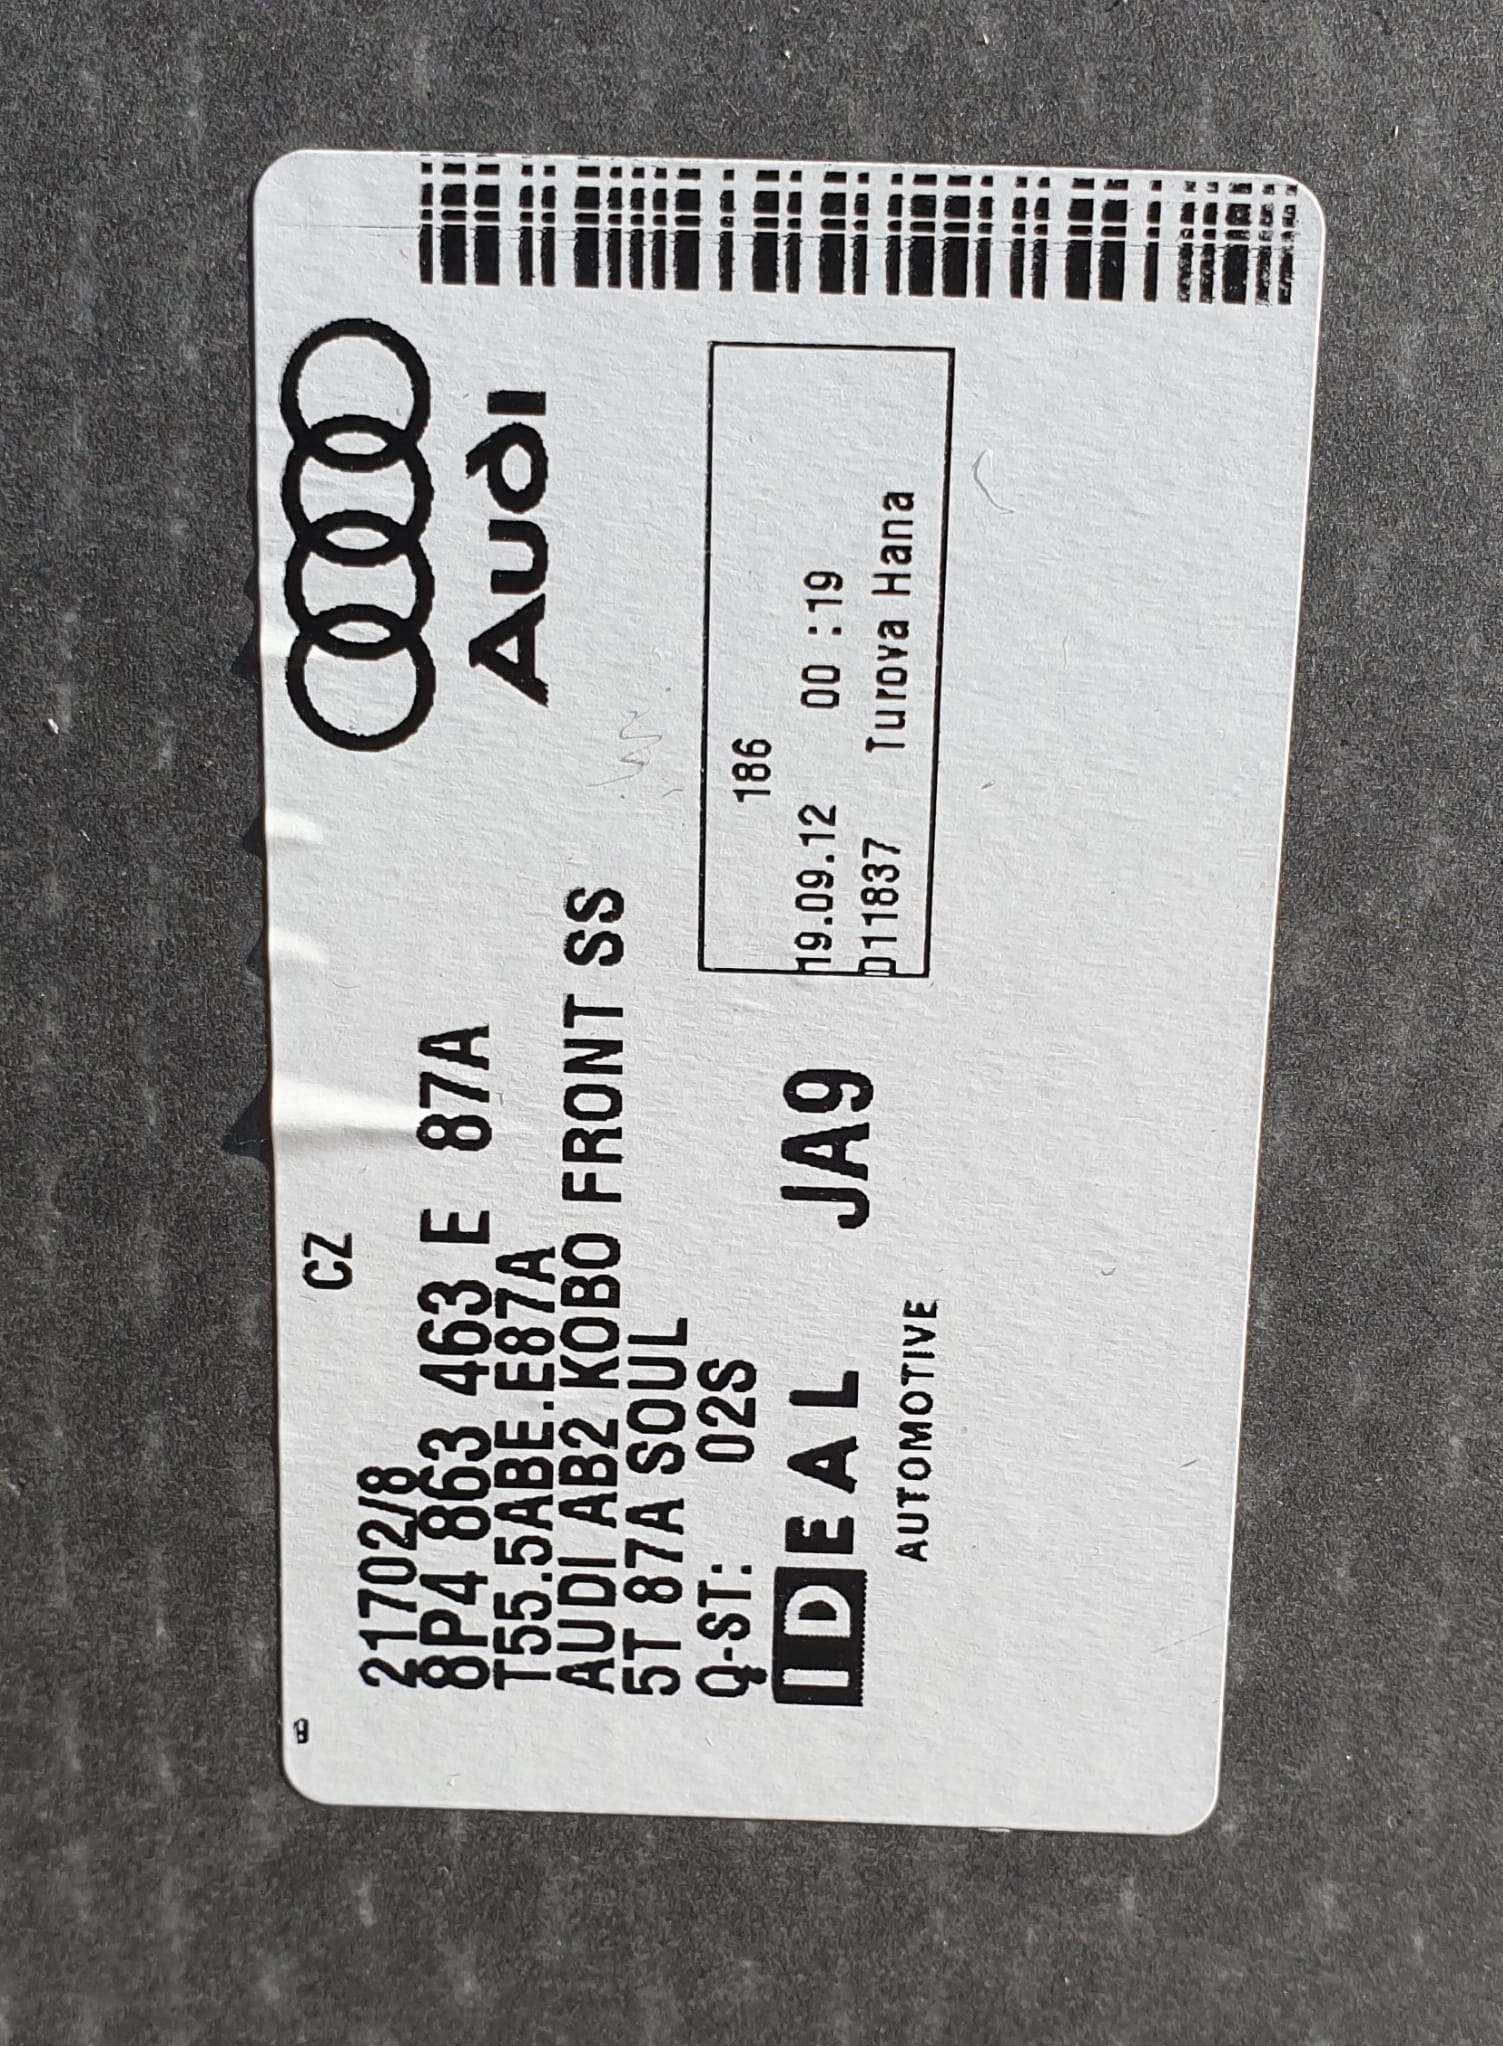 CZ
21702/8
8P4 863 463 E 87A
T55.5ABE.E87A
AUDI AB2 KOBO FRONT SS
5T 87A SOUL
Q-ST: 02S
IDEAL JA9
AUTOMOTIVE
Audi
186
19.09.12 00:19
D11837 Turova Hana